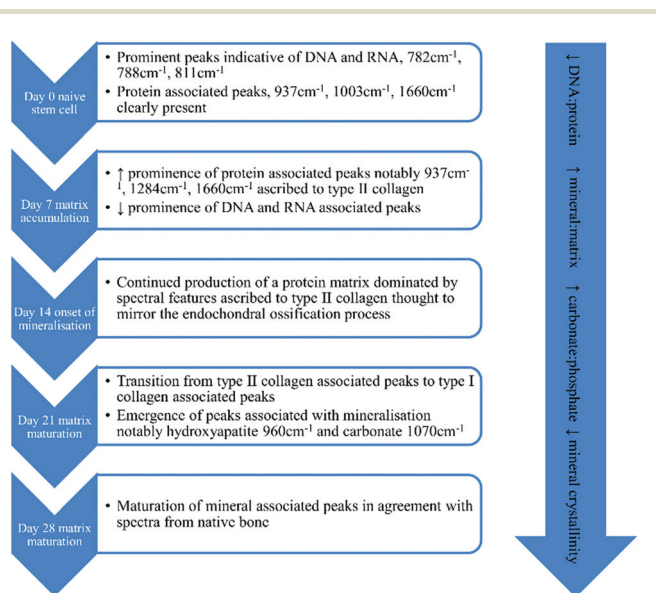 Day 0 naive
stem cell
• Prominent peaks indicative of DNA and RNA, 782cm⁻¹,
788cm⁻¹, 811cm⁻¹
• Protein associated peaks, 937cm⁻¹, 1003cm⁻¹, 1660cm⁻¹
clearly present
Day 7 matrix
accumulation
• ↑ prominence of protein associated peaks notably 937cm⁻
¹, 1284cm⁻¹, 1660cm⁻¹ ascribed to type II collagen
• ↓ prominence of DNA and RNA associated peaks
Day 14 onset of
mineralisation
• Continued production of a protein matrix dominated by
spectral features ascribed to type II collagen thought to
mirror the endochondral ossification process
Day 21 matrix
maturation
• Transition from type II collagen associated peaks to type I
collagen associated peaks
• Emergence of peaks associated with mineralisation
notably hydroxyapatite 960cm⁻¹ and carbonate 1070cm⁻¹
Day 28 matrix
maturation
• Maturation of mineral associated peaks in agreement with
spectra from native bone
↓ DNA:protein ↑ mineral:matrix ↑ carbonate:phosphate ↓ mineral crystallinity